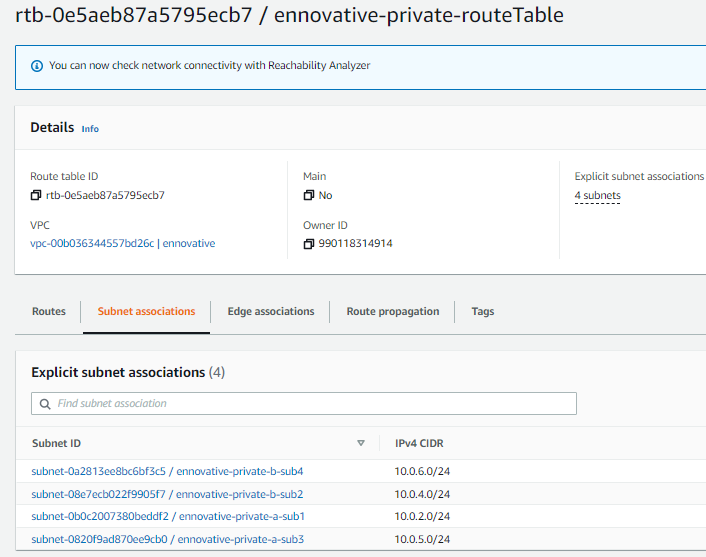 rtb-0e5aeb87a5795ecb7 / ennovative-private-routeTable
You can now check network connectivity with Reachability Analyzer
Details Info
Route table ID
rtb-0e5aeb87a5795ecb7
Main
No
Explicit subnet associations
4 subnets
VPC
vpc-00b036344557bd26c | ennovative
Owner ID
990118314914
Routes Subnet associations Edge associations Route propagation Tags
Explicit subnet associations (4)
Find subnet association
Subnet ID IPv4 CIDR
subnet-0a2813ee8bc6bf3c5 / ennovative-private-b-sub4 10.0.6.0/24
subnet-08e7ecb022f9905f7 / ennovative-private-b-sub2 10.0.4.0/24
subnet-0b0c2007380beddf2 / ennovative-private-a-sub1 10.0.2.0/24
subnet-0820f9ad870ee9cb0 / ennovative-private-a-sub3 10.0.5.0/24